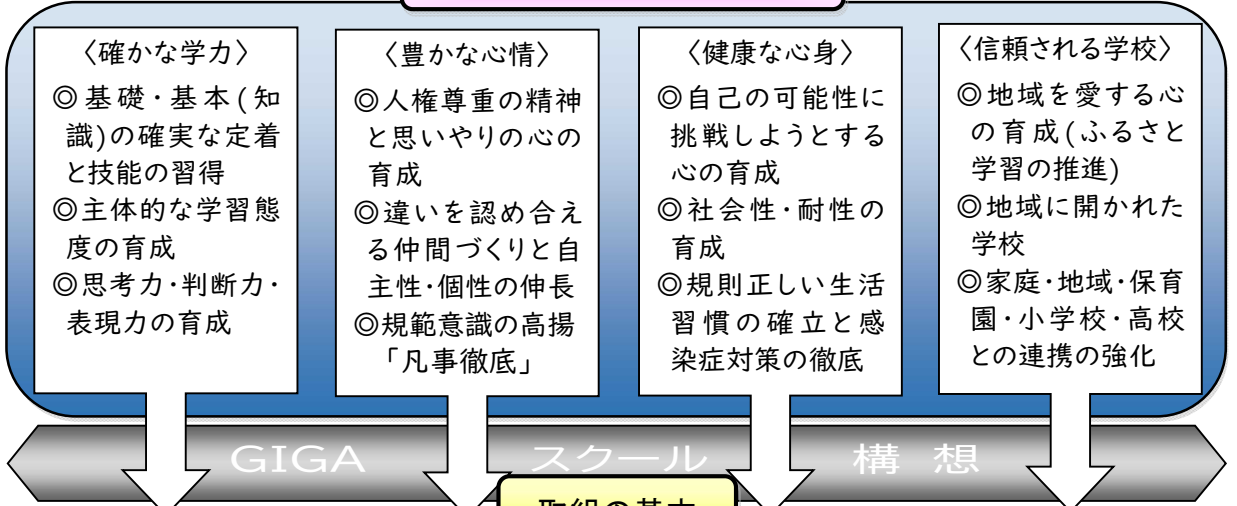 〈確かな学力〉
◎基礎・基本(知
識)の確実な定着
と技能の習得
◎主体的な学習態
度の育成
◎思考力・判断力・
表現力の育成
〈豊かな心情〉
◎人権尊重の精神
と思いやりの心の
育成
◎違いを認め合え
る仲間づくりと自
主性・個性の伸長
◎規範意識の高揚
「凡事徹底」
〈健康な心身〉
◎自己の可能性に
挑戦しようとする
心の育成
◎社会性・耐性の
育成
◎規則正しい生活
習慣の確立と感
染症対策の徹底
〈信頼される学校〉
◎地域を愛する心
の育成(ふるさと
学習の推進)
◎地域に開かれた
学校
◎家庭・地域・保育
園・小学校・高校
との連携の強化
GIGA スクール 構想
取組の基本